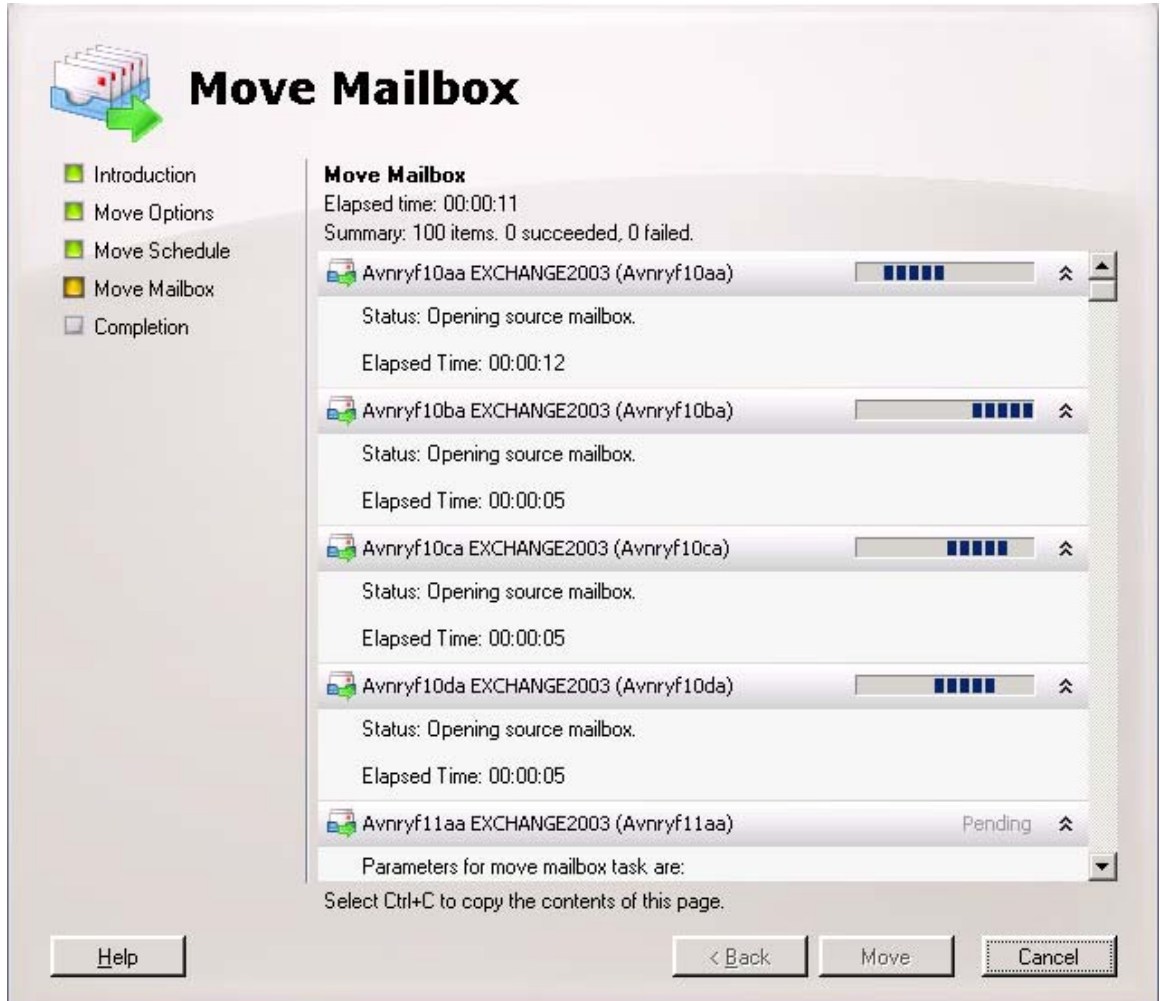 Move Mailbox
Introduction
Move Options
Move Schedule
Move Mailbox
Completion
Move Mailbox
Elapsed time: 00:00:11
Summary: 100 items. 0 succeeded, 0 failed.
Avnryf10aa EXCHANGE2003 (Avnryf10aa)
Status: Opening source mailbox.
Elapsed Time: 00:00:12
Avnryf10ba EXCHANGE2003 (Avnryf10ba)
Status: Opening source mailbox.
Elapsed Time: 00:00:05
Avnryf10ca EXCHANGE2003 (Avnryf10ca)
Status: Opening source mailbox.
Elapsed Time: 00:00:05
Avnryf10da EXCHANGE2003 (Avnryf10da)
Status: Opening source mailbox.
Elapsed Time: 00:00:05
Avnryf11aa EXCHANGE2003 (Avnryf11aa) Pending
Parameters for move mailbox task are:
Select Ctrl+C to copy the contents of this page.
Help < Back Move Cancel